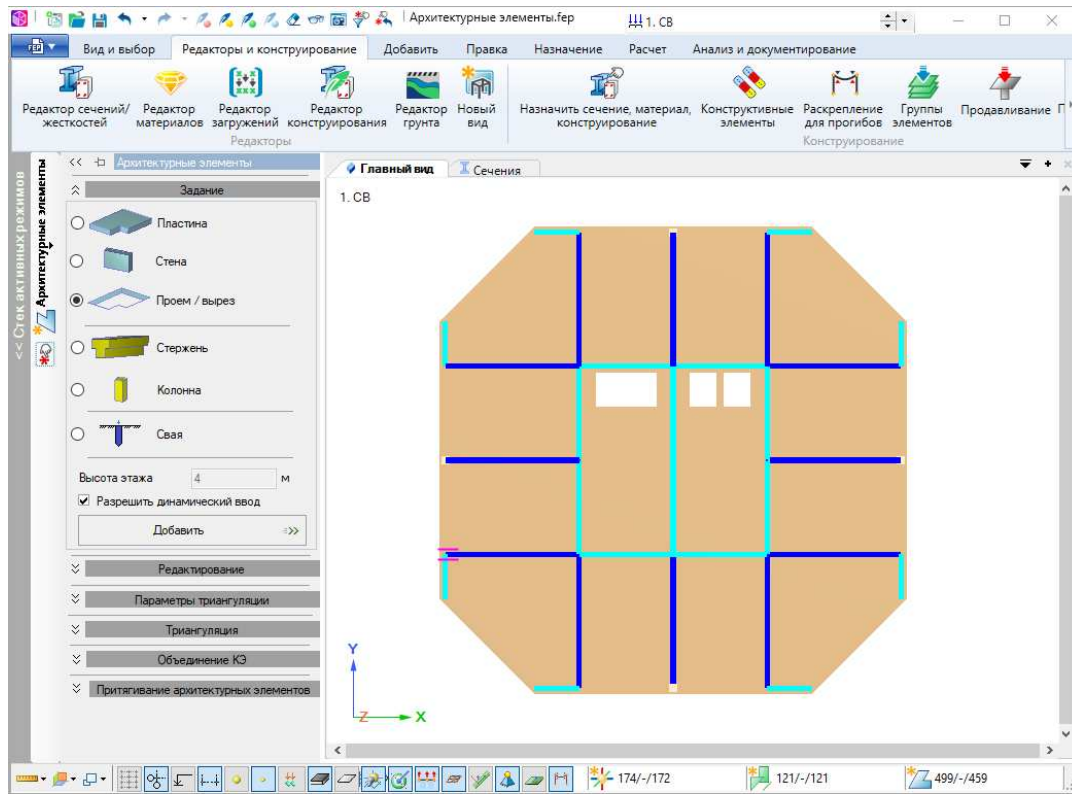 Архитектурные элементы.fep
1. СВ
Вид и выбор
Редакторы и конструирование
Добавить
Правка
Назначение
Расчет
Анализ и документирование
Редактор сечений/
жесткостей
Редактор
материалов
Редактор
загружений
Редактор
конструирования
Редактор
грунта
Новый
вид
Редакторы
Назначить сечение, материал,
конструирование
Конструктивные
элементы
Раскрепление
для прогибов
Группы
элементов
Продавливание
П
Конструирование
<< Стек активных режимов
Архитектурные элементы
<< Архитектурные элементы
Задание
Пластина
Стена
Проем / вырез
Стержень
Колонна
Свая
Высота этажа 4 м
Разрешить динамический ввод
Добавить
Редактирование
Параметры триангуляции
Триангуляция
Объединение КЭ
Притягивание архитектурных элементов
Главный вид
Сечения
1. СВ
Y
Z
X
174/-/172
121/-/121
499/-/459